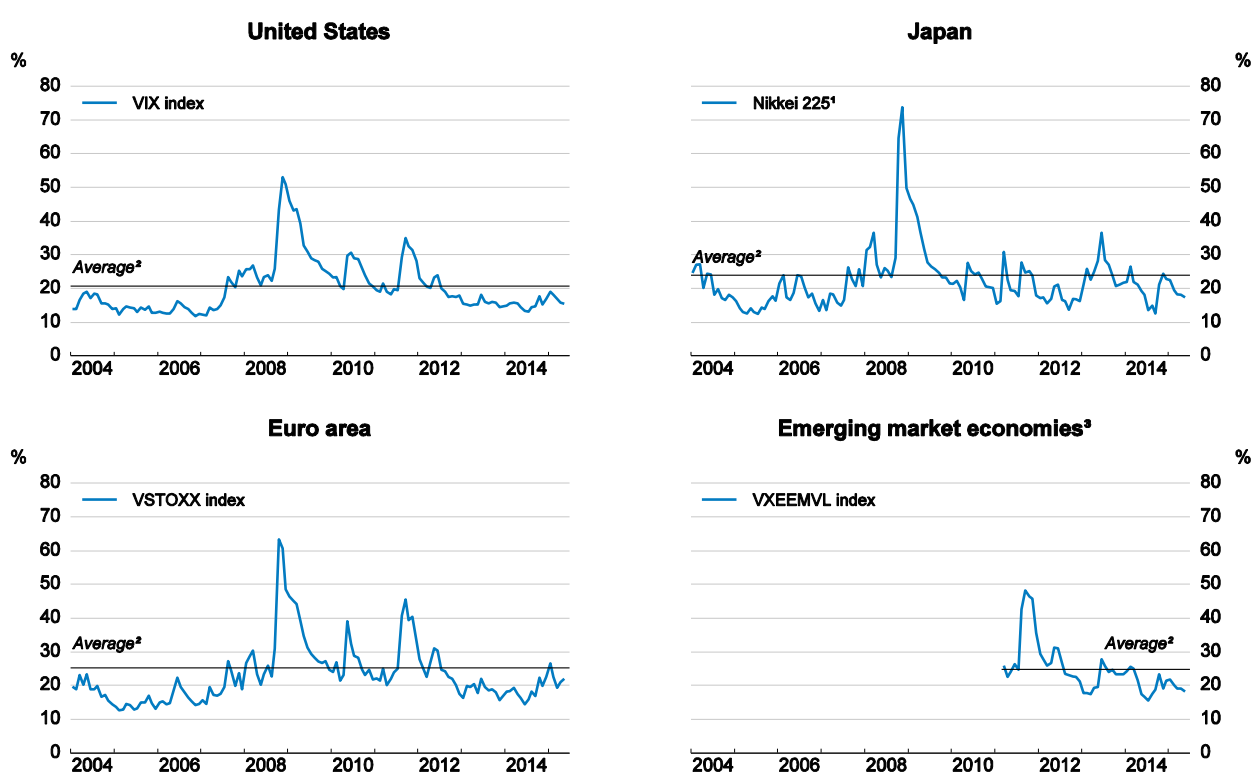 United States
%
80
VIX index
70
60
50
40
30
Average²
20
10
0
2004 2006 2008 2010 2012 2014
Japan
%
80
Nikkei 225¹
70
60
50
40
30
Average²
20
10
0
2004 2006 2008 2010 2012 2014
Euro area
%
80
VSTOXX index
70
60
50
40
30
Average²
20
10
0
2004 2006 2008 2010 2012 2014
Emerging market economies³
%
80
VXEEMVL index
70
60
50
40
30
Average²
20
10
0
2004 2006 2008 2010 2012 2014